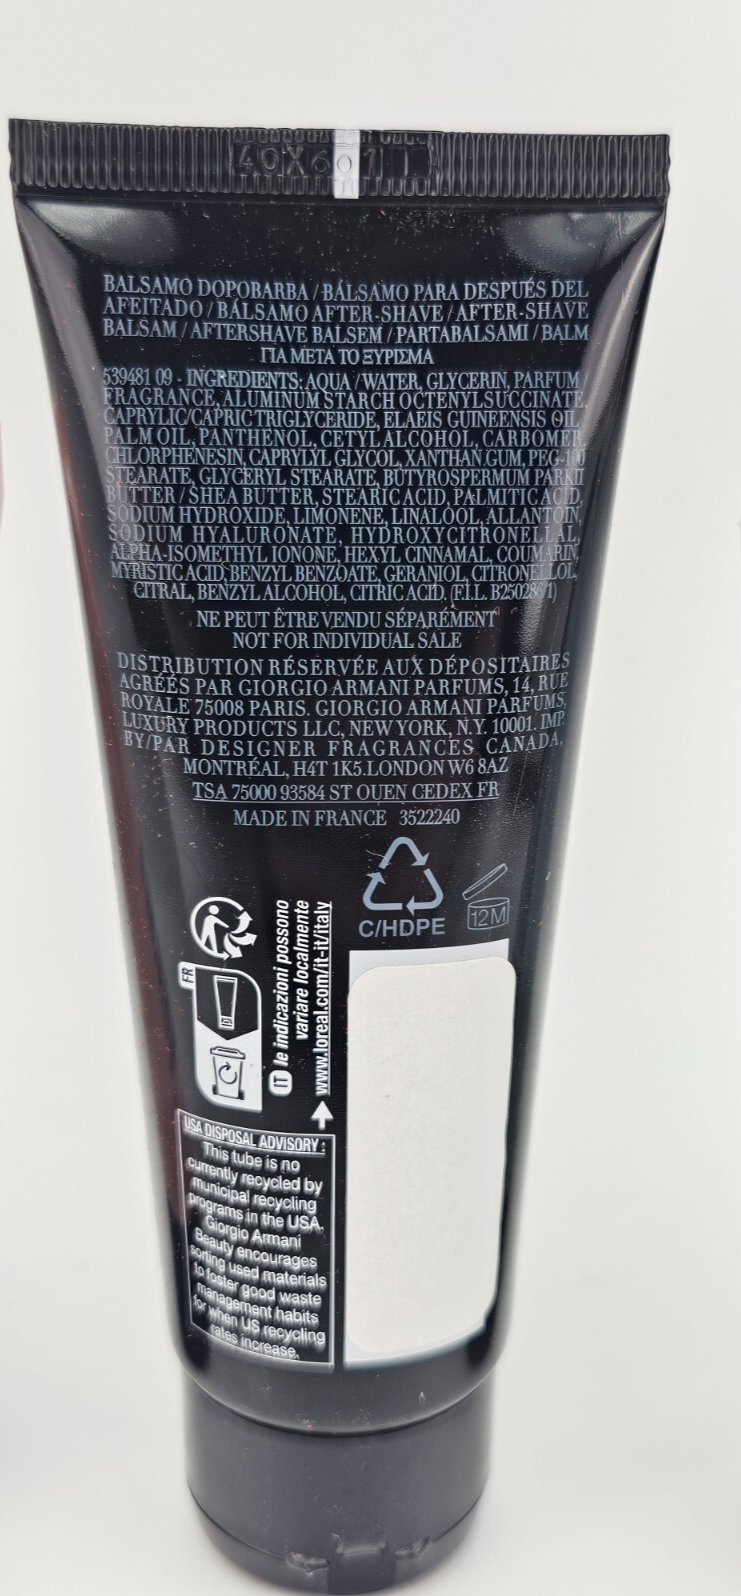 40X601
BALSAMO DOPOBARBA / BÁLSAMO PARA DESPUÉS DEL
AFEITADO / BÁLSAMO AFTER-SHAVE / AFTER-SHAVE
BALSAM / AFTERSHAVE BALSEM / PARTABALSAMI / BALM
ΓΙΑ ΜΕΤΑ ΤΟ ΞΥΡΙΣΜΑ
539481 09 - INGREDIENTS: AQUA / WATER, GLYCERIN, PARFUM /
FRAGRANCE, ALUMINUM STARCH OCTENYLSUCCINATE,
CAPRYLIC/CAPRIC TRIGLYCERIDE, ELAEIS GUINEENSIS OIL
PALM OIL, PANTHENOL, CETYL ALCOHOL, CARBOMER,
CHLORPHENESIN, CAPRYLYL GLYCOL, XANTHAN GUM, PEG-100
STEARATE, GLYCERYL STEARATE, BUTYROSPERMUM PARKII
BUTTER / SHEA BUTTER, STEARIC ACID, PALMITIC ACID,
SODIUM HYDROXIDE, LIMONENE, LINALOOL, ALLANTOIN,
SODIUM HYALURONATE, HYDROXYCITRONELLAL,
ALPHA-ISOMETHYL IONONE, HEXYL CINNAMAL, COUMARIN,
MYRISTIC ACID, BENZYL BENZOATE, GERANIOL, CITRONELLOL,
CITRAL, BENZYL ALCOHOL, CITRIC ACID. (F.I.L. B250286/1)
NE PEUT ÊTRE VENDU SÉPARÉMENT
NOT FOR INDIVIDUAL SALE
DISTRIBUTION RÉSERVÉE AUX DÉPOSITAIRES
AGRÉÉS PAR GIORGIO ARMANI PARFUMS, 14, RUE
ROYALE 75008 PARIS. GIORGIO ARMANI PARFUMS,
LUXURY PRODUCTS LLC, NEW YORK, N.Y. 10001. IMP.
BY/PAR DESIGNER FRAGRANCES CANADA,
MONTRÉAL, H4T 1K5.LONDON W6 8AZ
TSA 75000 93584 ST OUEN CEDEX FR
MADE IN FRANCE 3522240
C/HDPE
12M
FR
IT le indicazioni possono
variare localmente
www.loreal.com/it-it/italy
USA DISPOSAL ADVISORY :
This tube is no
currently recycled by
municipal recycling
programs in the USA.
Giorgio Armani
Beauty encourages
sorting used materials
to foster good waste
management habits
for when US recycling
rates increase.